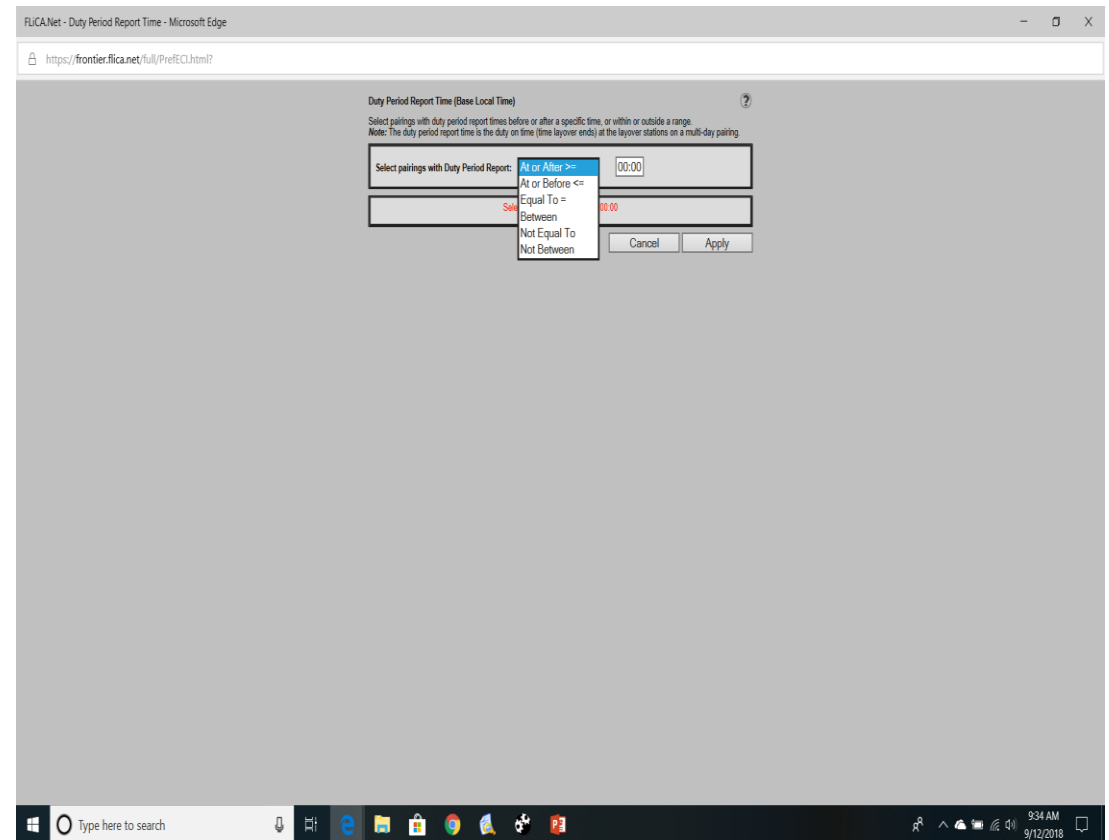 FLiCA.Net - Duty Period Report Time - Microsoft Edge
https://frontier.flica.net/full/PrefECI.html?
Duty Period Report Time (Base Local Time)
Select pairings with duty period report times before or after a specific time, or within or outside a range.
Note: The duty period report time is the duty on time (time layover ends) at the layover stations on a multi-day pairing.
Select pairings with Duty Period Report: At or After >= 00:00
At or Before <=
Equal To =
Sele 00:00
Between
Not Equal To
Not Between
Cancel Apply
Type here to search
9:34 AM
9/12/2018